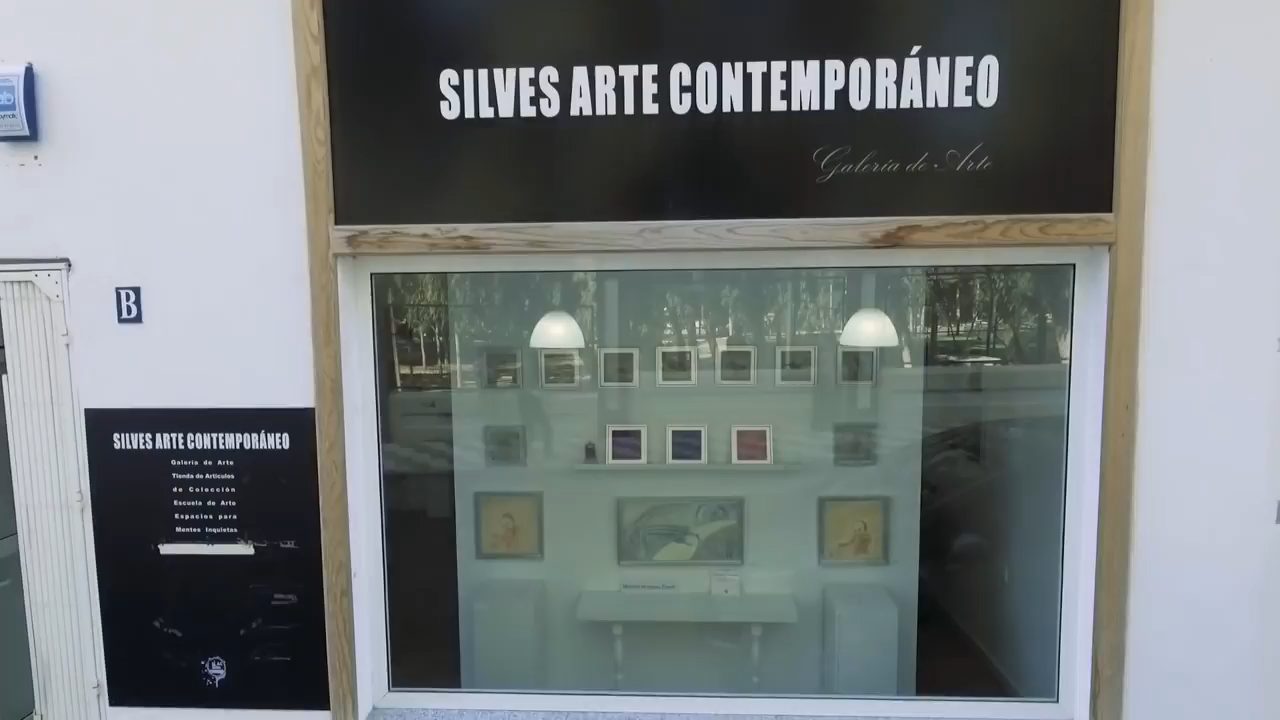 SILVES ARTE CONTEMPORÁNEO
Galería de Arte
B
SILVES ARTE CONTEMPORÁNEO
Galería de Arte
Tienda de Artículos
de Colección
Escuela de Arte
Espacios para
Mentes Inquietas